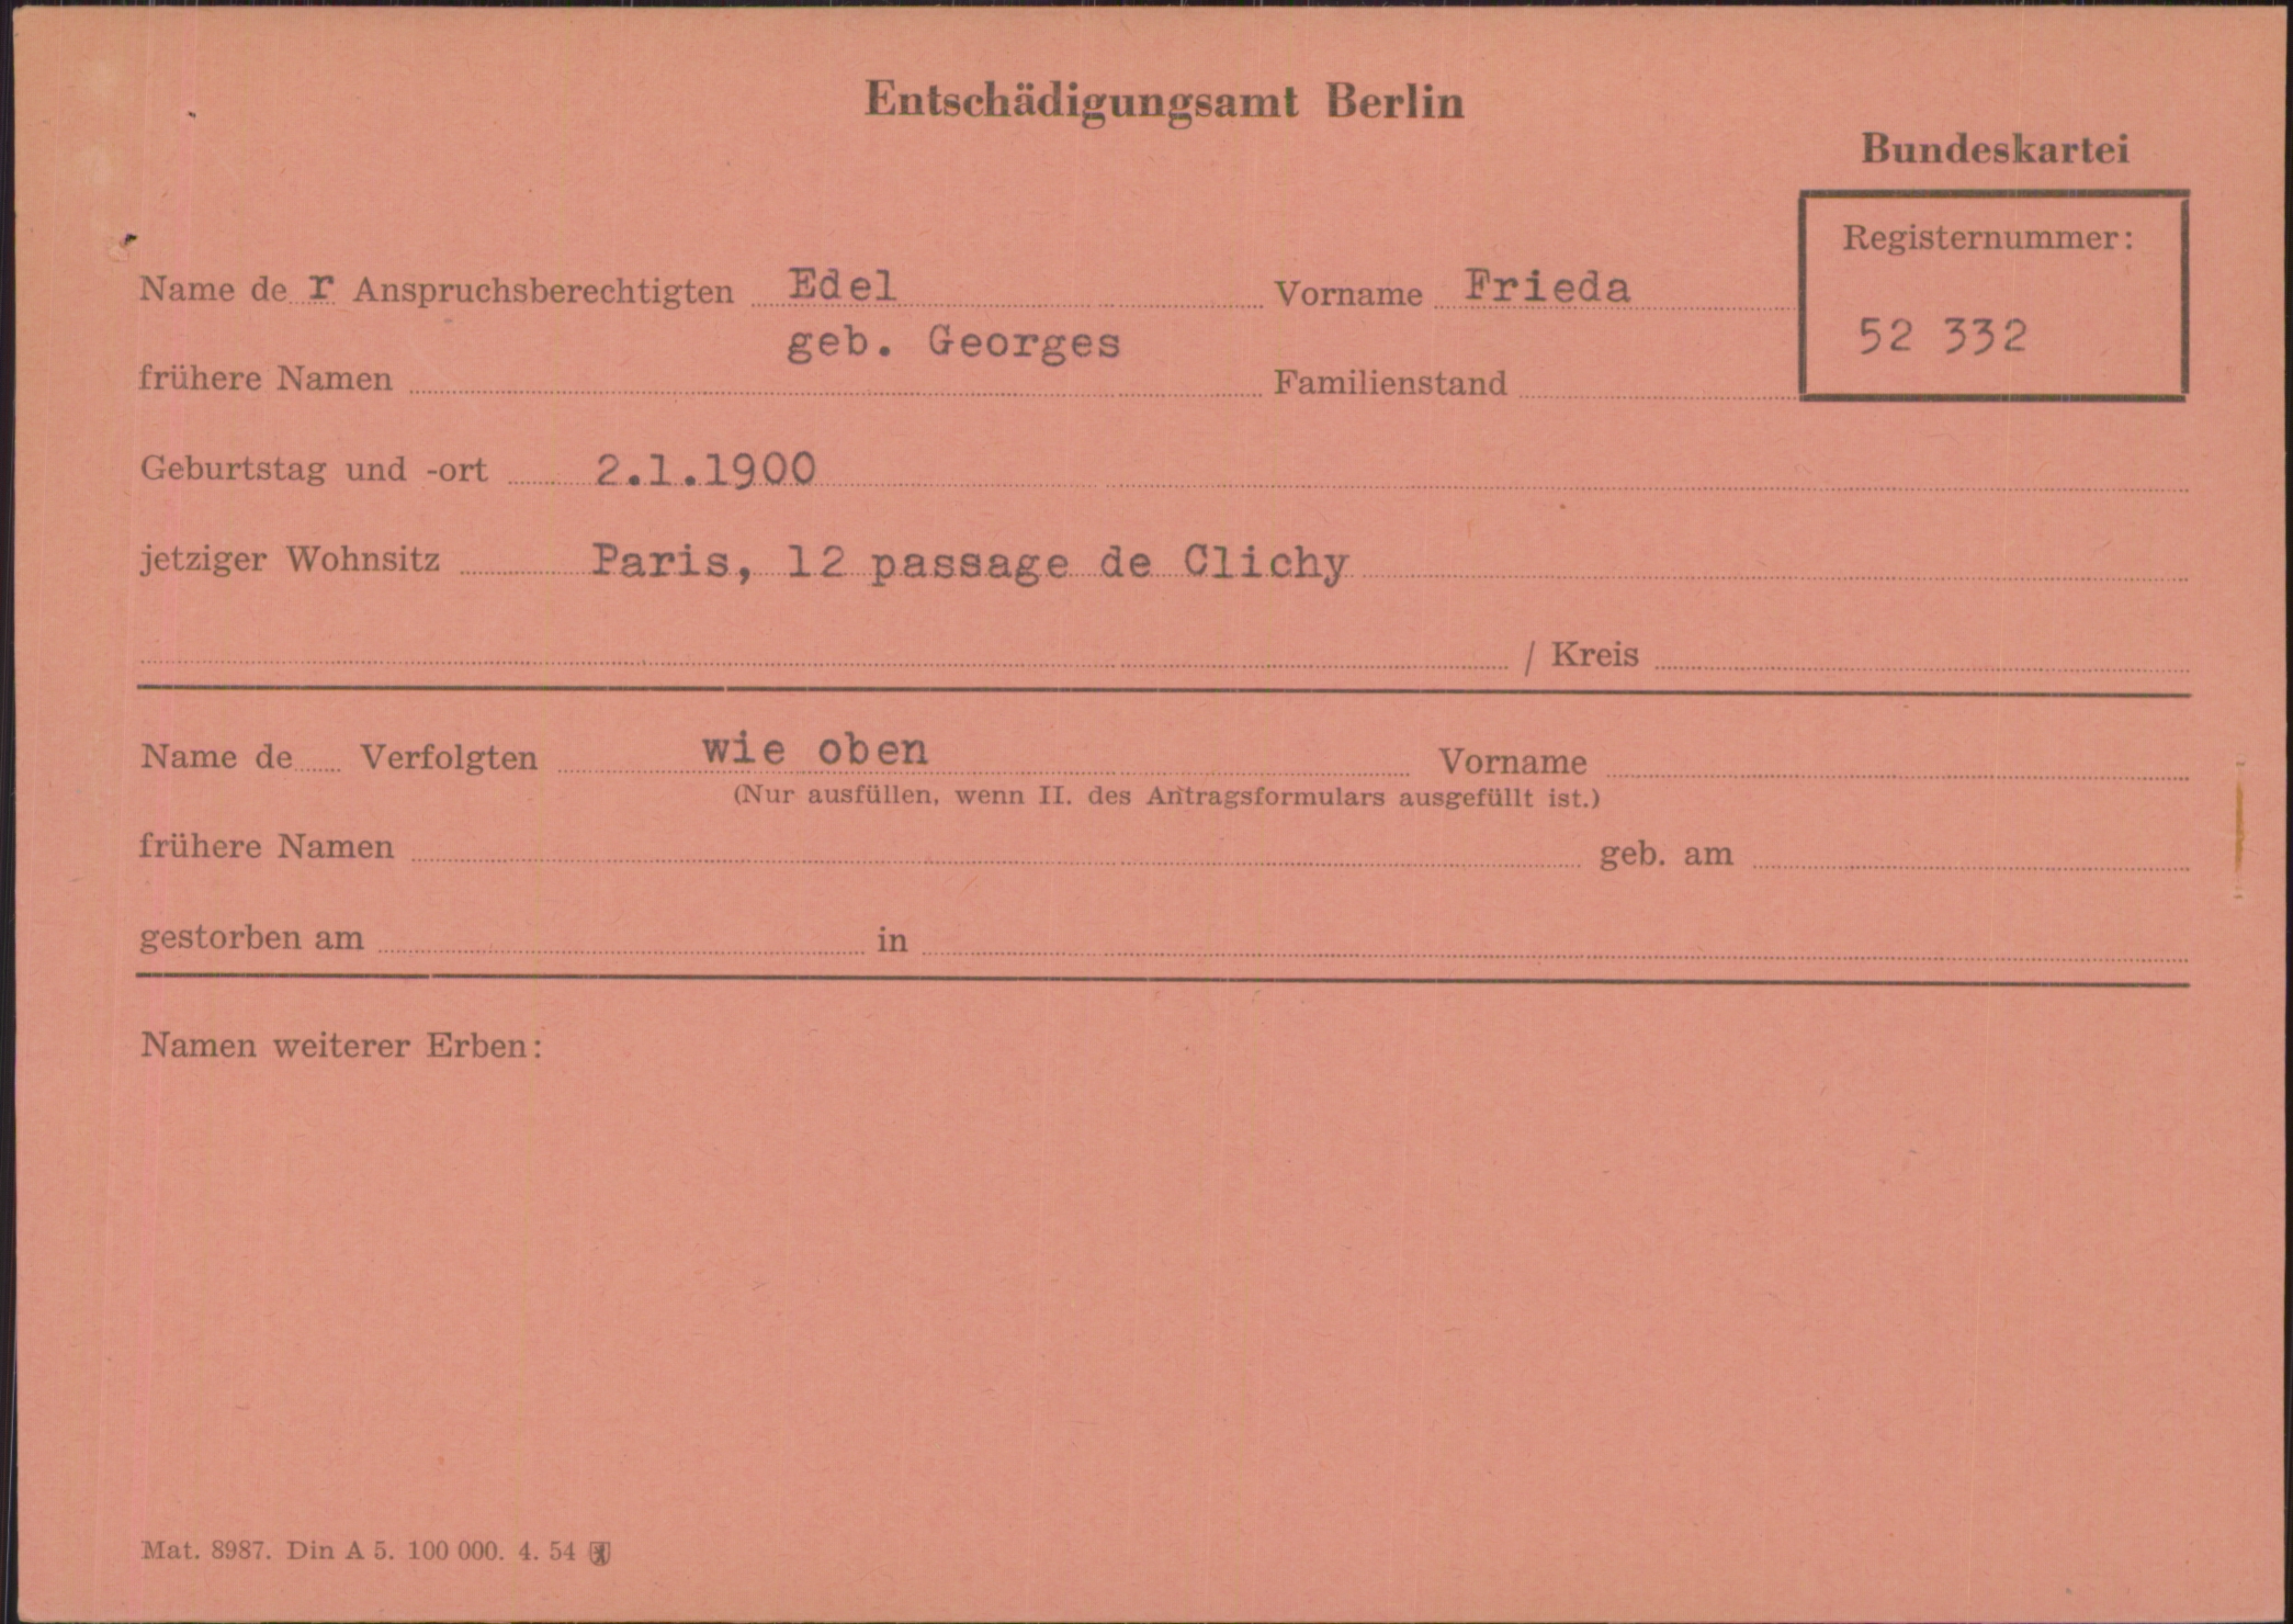 Entschädigungsamt Berlin
Bundeskartei
Registernummer:
52 332
Name de r Anspruchsberechtigten Edel Vorname Frieda
geb. Georges
frühere Namen Familienstand
Geburtstag und -ort 2.1.1900
jetziger Wohnsitz Paris, 12 passage de Clichy
/ Kreis
Name de Verfolgten wie oben Vorname
(Nur ausfüllen, wenn II. des Antragsformulars ausgefüllt ist.)
frühere Namen geb. am
gestorben am in
Namen weiterer Erben:
Mat. 8987. Din A 5. 100 000. 4. 54